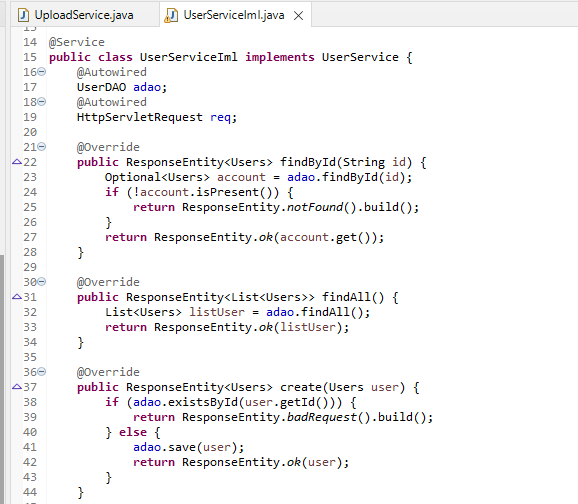 UploadService.java
UserServiceIml.java
14 @Service
15 public class UserServiceIml implements UserService {
16 @Autowired
17 UserDAO adao;
18 @Autowired
19 HttpServletRequest req;
20
21 @Override
22 public ResponseEntity<Users> findById(String id) {
23 Optional<Users> account = adao.findById(id);
24 if (!account.isPresent()) {
25 return ResponseEntity.notFound().build();
26 }
27 return ResponseEntity.ok(account.get());
28 }
29
30 @Override
31 public ResponseEntity<List<Users>> findAll() {
32 List<Users> listUser = adao.findAll();
33 return ResponseEntity.ok(listUser);
34 }
35
36 @Override
37 public ResponseEntity<Users> create(Users user) {
38 if (adao.existsById(user.getId())) {
39 return ResponseEntity.badRequest().build();
40 } else {
41 adao.save(user);
42 return ResponseEntity.ok(user);
43 }
44 }